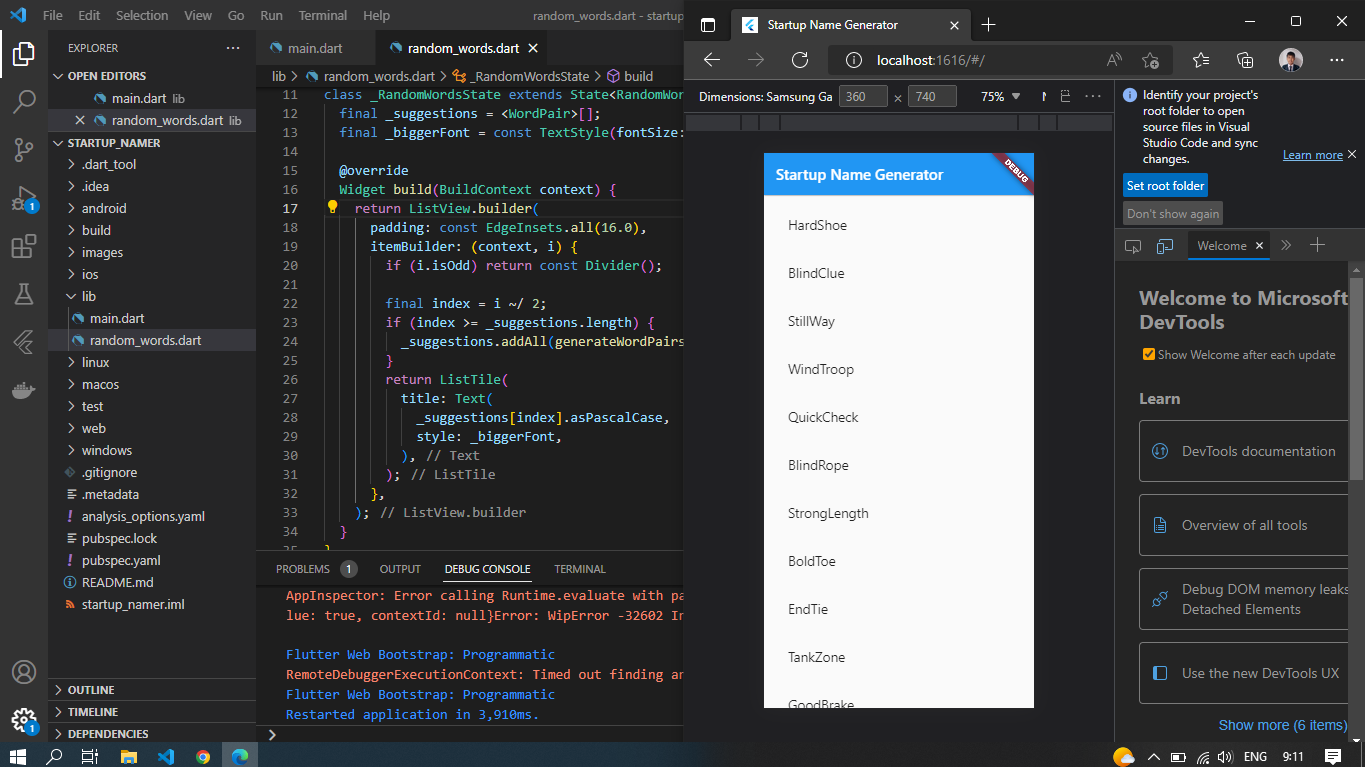 File Edit Selection View Go Run Terminal Help random_words.dart - startup
EXPLORER
OPEN EDITORS
main.dart lib
random_words.dart lib
STARTUP_NAMER
.dart_tool
.idea
android
build
images
ios
lib
main.dart
random_words.dart
linux
macos
test
web
windows
.gitignore
.metadata
analysis_options.yaml
pubspec.lock
pubspec.yaml
README.md
startup_namer.iml
OUTLINE
TIMELINE
DEPENDENCIES
1
1
main.dart random_words.dart
lib > random_words.dart > _RandomWordsState > build
11 class _RandomWordsState extends State<RandomWor
12 final _suggestions = <WordPair>[];
13 final _biggerFont = const TextStyle(fontSize:
14
15 @override
16 Widget build(BuildContext context) {
17 return ListView.builder(
18 padding: const EdgeInsets.all(16.0),
19 itemBuilder: (context, i) {
20 if (i.isOdd) return const Divider();
21
22 final index = i ~/ 2;
23 if (index >= _suggestions.length) {
24 _suggestions.addAll(generateWordPairs
25 }
26 return ListTile(
27 title: Text(
28 _suggestions[index].asPascalCase,
29 style: _biggerFont,
30 ), // Text
31 ); // ListTile
32 },
33 ); // ListView.builder
34 }
35 }
PROBLEMS 1 OUTPUT DEBUG CONSOLE TERMINAL
AppInspector: Error calling Runtime.evaluate with pa
lue: true, contextId: null}Error: WipError -32602 In
Flutter Web Bootstrap: Programmatic
RemoteDebuggerExecutionContext: Timed out finding an
Flutter Web Bootstrap: Programmatic
Restarted application in 3,910ms.
Startup Name Generator
localhost:1616/#/
Dimensions: Samsung Ga 360 × 740 75%
Startup Name Generator
DEBUG
HardShoe
BlindClue
StillWay
WindTroop
QuickCheck
BlindRope
StrongLength
BoldToe
EndTie
TankZone
GoodBrake
Identify your project's
root folder to open
source files in Visual
Studio Code and sync
changes.
Learn more
Set root folder
Don't show again
Welcome
Welcome to Microsoft
DevTools
Show Welcome after each update
Learn
DevTools documentation
Overview of all tools
Debug DOM memory leaks
Detached Elements
Use the new DevTools UX
Show more (6 items)
ENG 9:11